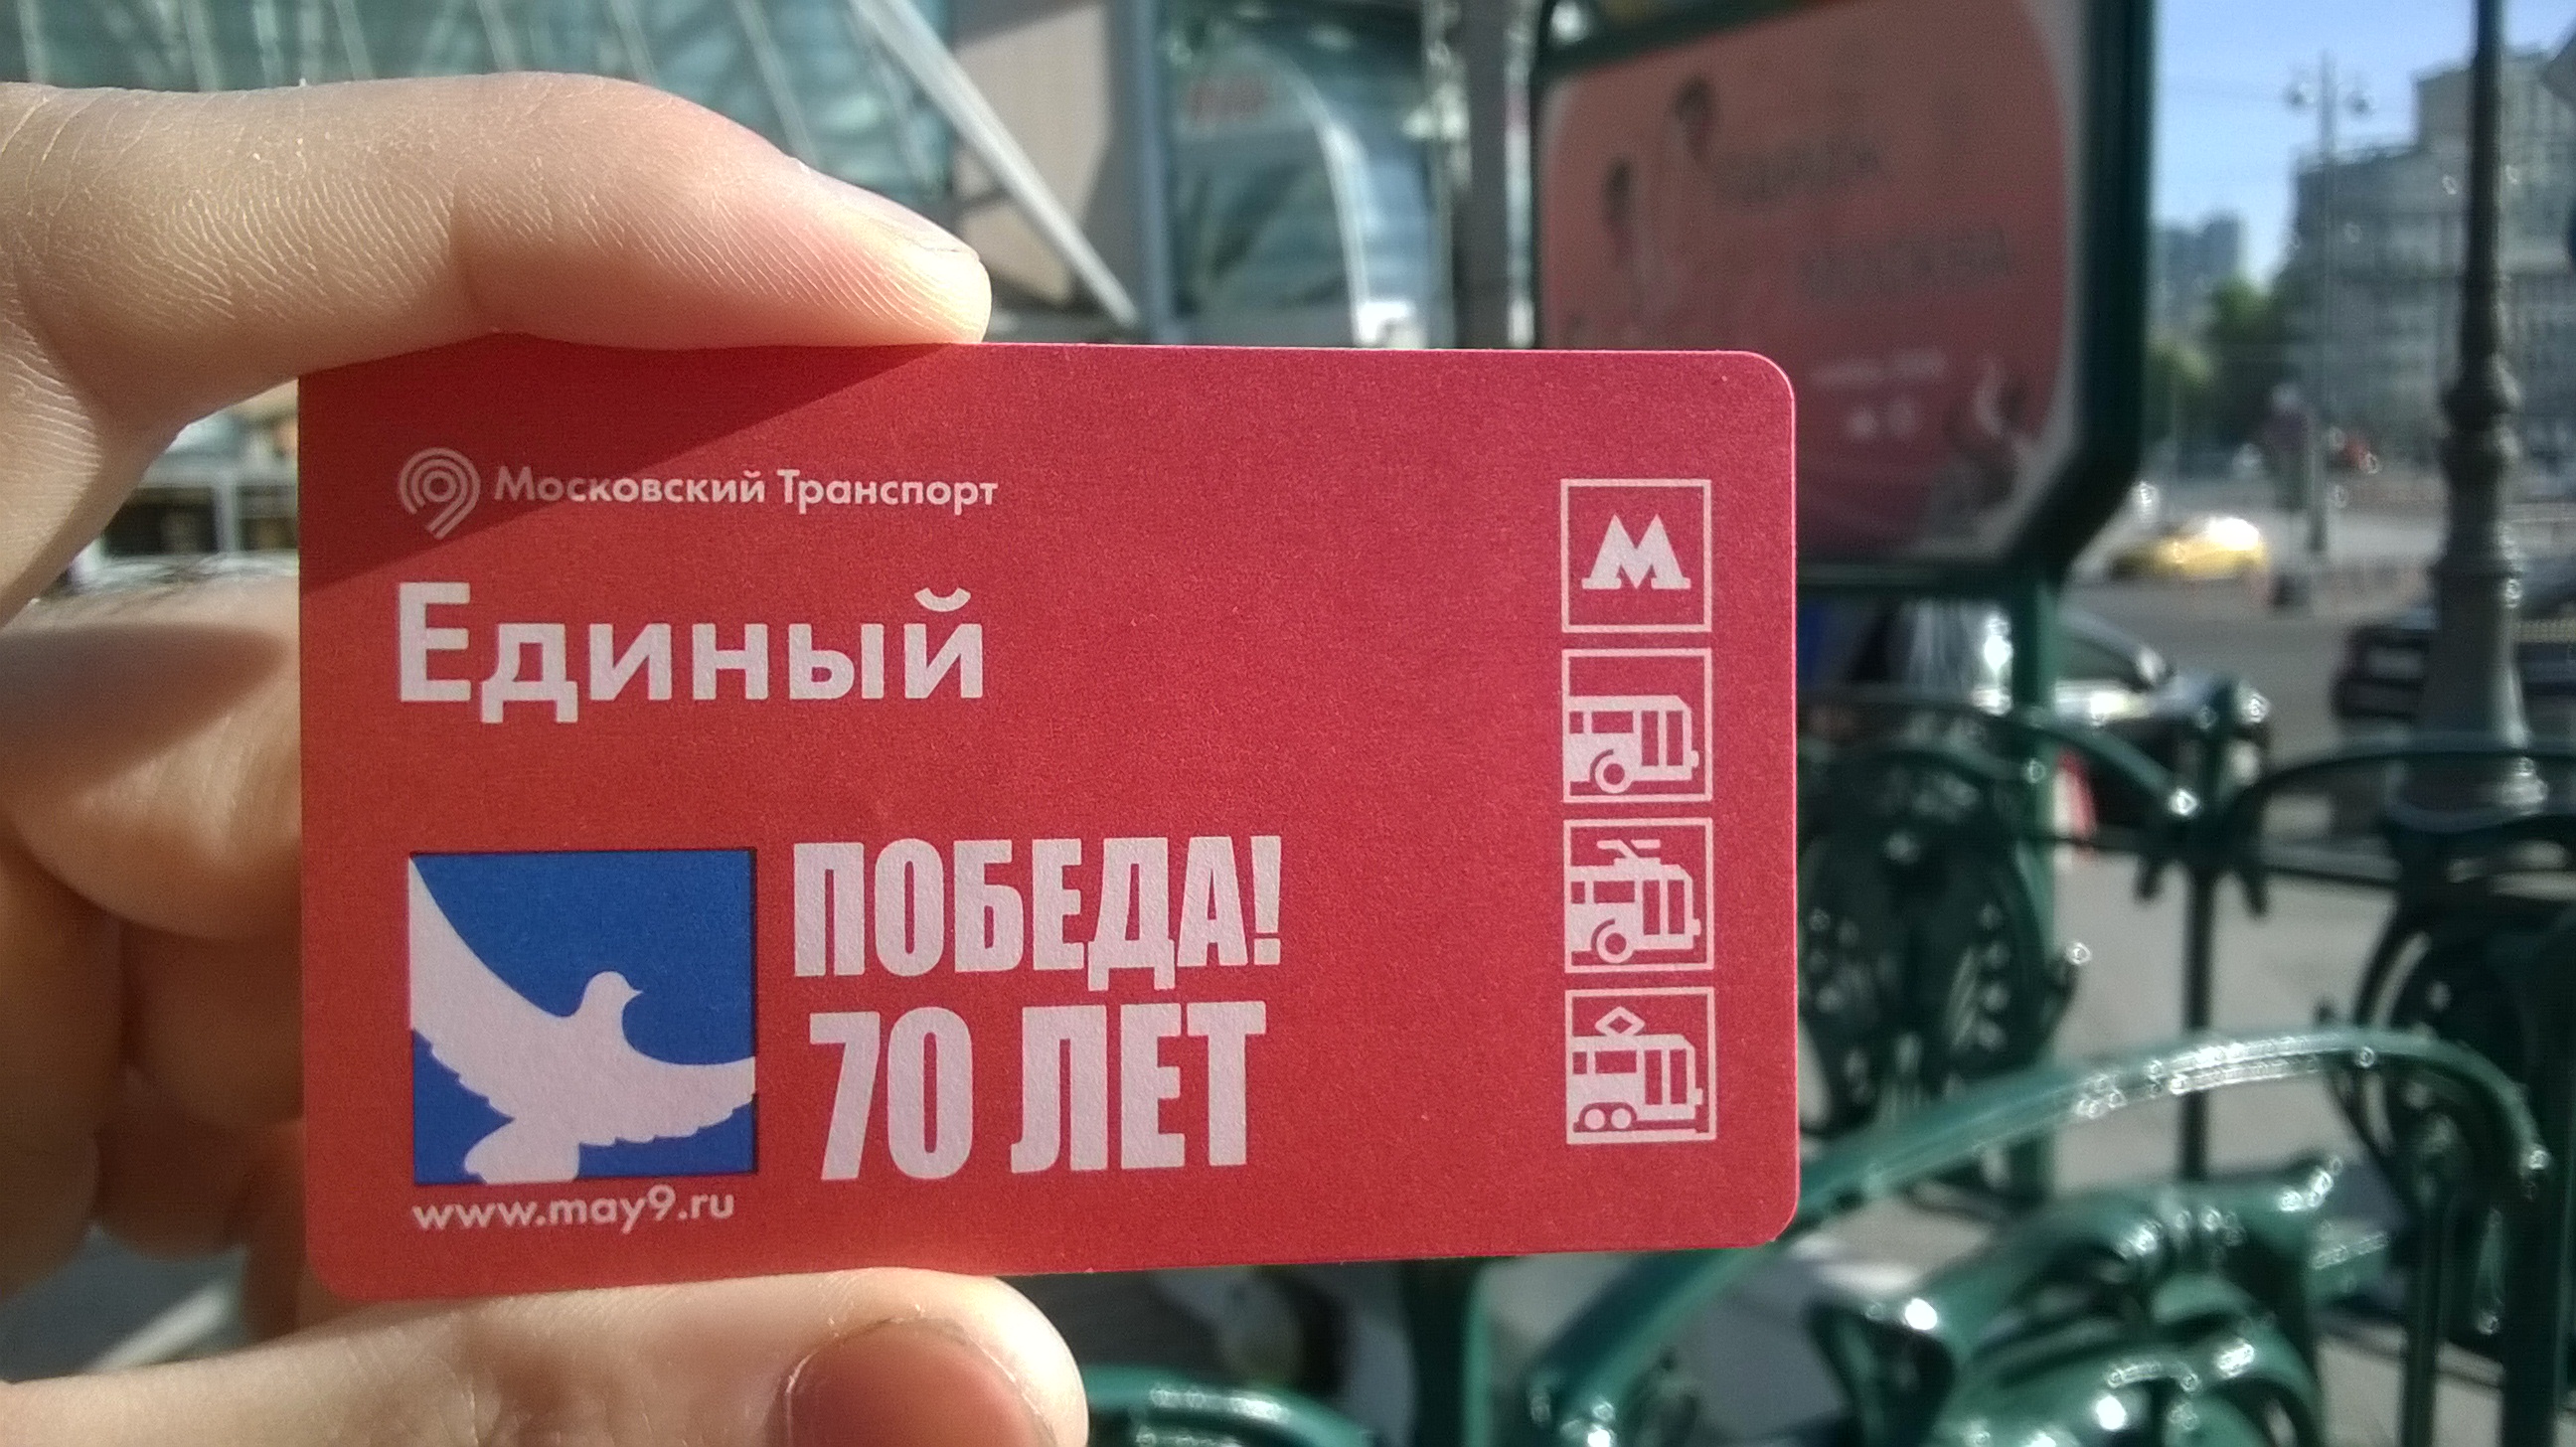 Московский Транспорт
Единый
ПОБЕДА!
70 ЛЕТ
www.may9.ru
М